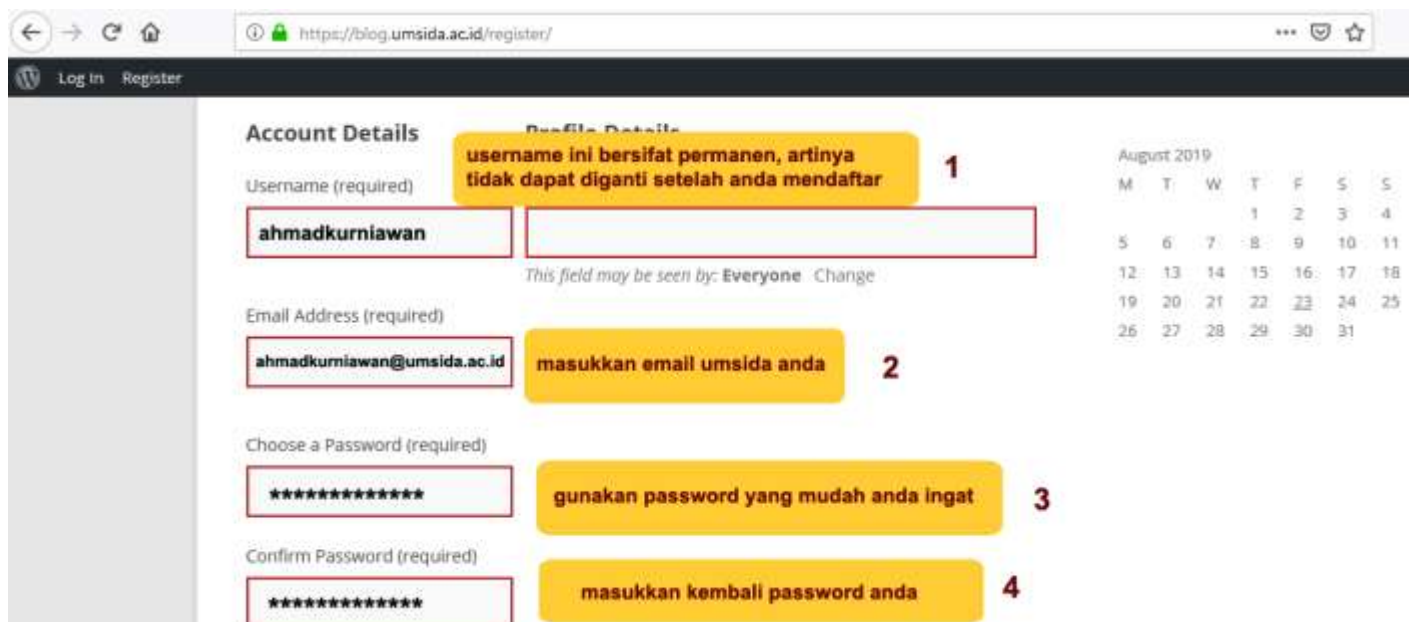 https://blog.umsida.ac.id/register/
Log In Register
Account Details
Profile Details
username ini bersifat permanen, artinya
tidak dapat diganti setelah anda mendaftar
1
Username (required)
ahmadkurniawan
This field may be seen by: Everyone Change
Email Address (required)
ahmadkurniawan@umsida.ac.id
masukkan email umsida anda
2
Choose a Password (required)
*************
gunakan password yang mudah anda ingat
3
Confirm Password (required)
*************
masukkan kembali password anda
4
August 2019
M T W T F S S
1 2 3 4
5 6 7 8 9 10 11
12 13 14 15 16 17 18
19 20 21 22 23 24 25
26 27 28 29 30 31